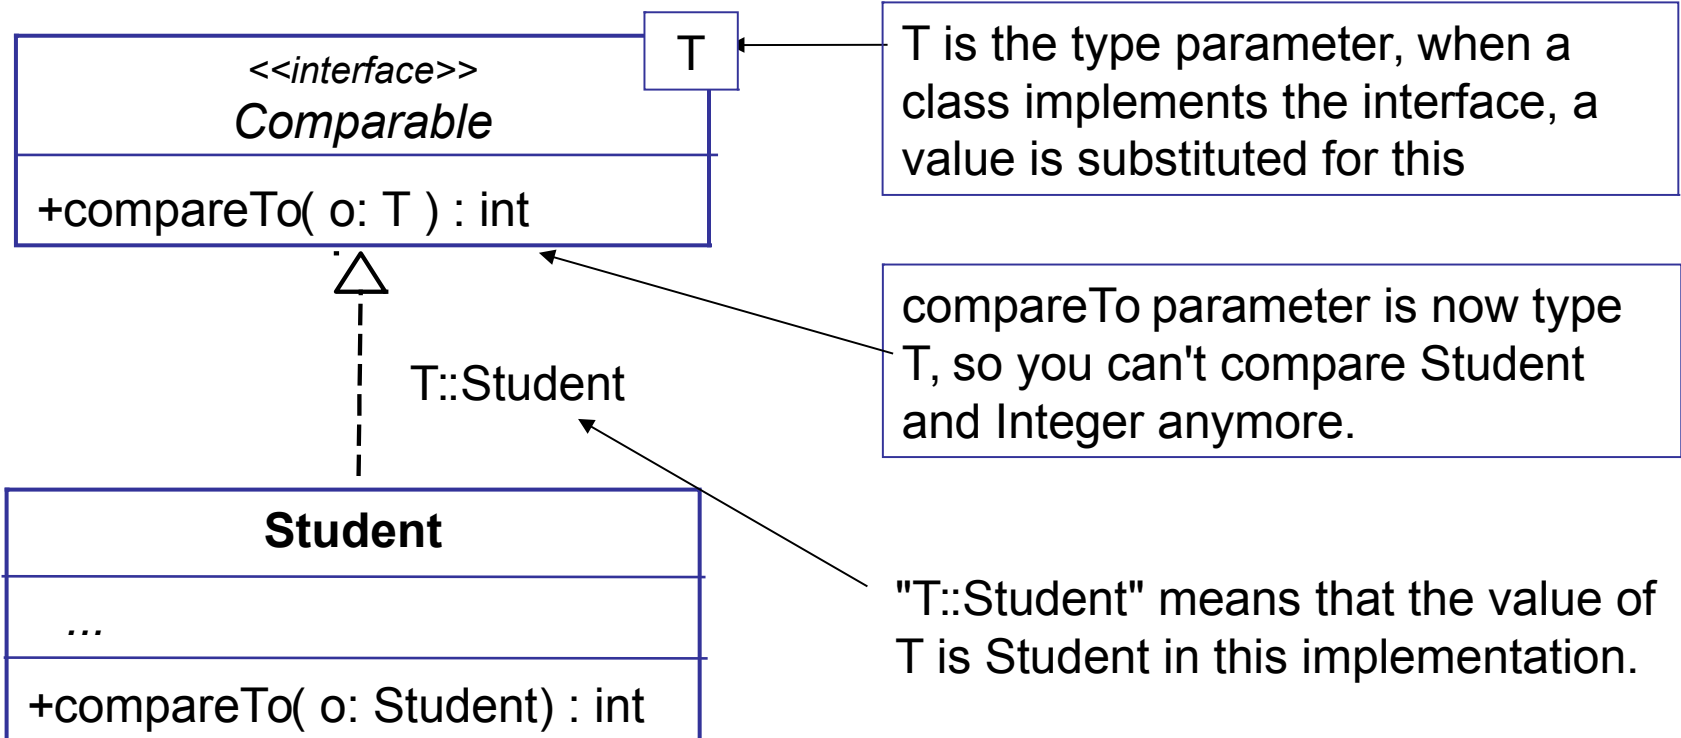 T
<<interface>>
Comparable
+compareTo( o: T ) : int
T is the type parameter, when a
class implements the interface, a
value is substituted for this
compareTo parameter is now type
T, so you can't compare Student
and Integer anymore.
T::Student
Student
...
+compareTo( o: Student) : int
"T::Student" means that the value of
T is Student in this implementation.